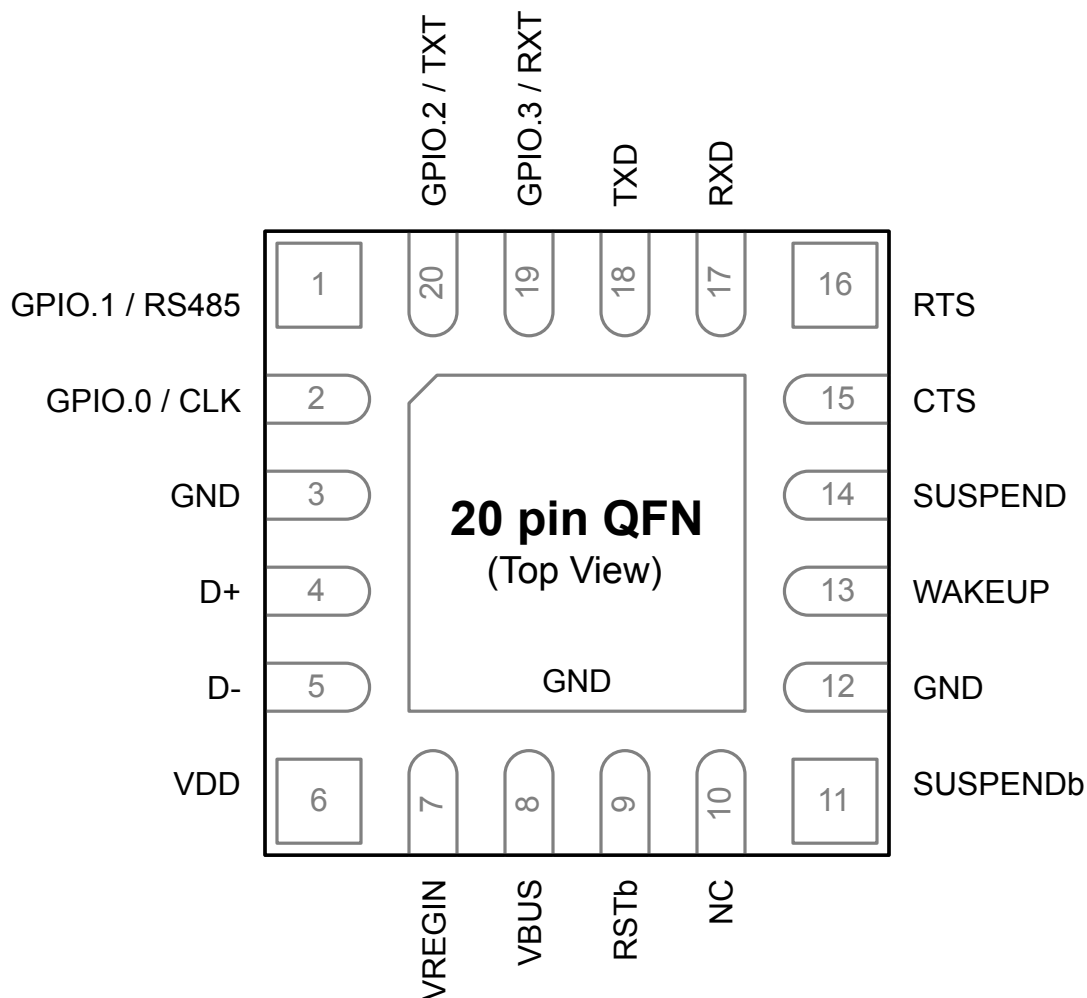 GPIO.2 / TXT
GPIO.3 / RXT
TXD
RXD
GPIO.1 / RS485
1
20
19
18
17
16
RTS
GPIO.0 / CLK
2
15
CTS
GND
3
14
SUSPEND
20 pin QFN
(Top View)
D+
4
13
WAKEUP
D-
5
GND
12
GND
VDD
6
7
8
9
10
11
SUSPENDb
VREGIN
VBUS
RSTb
NC